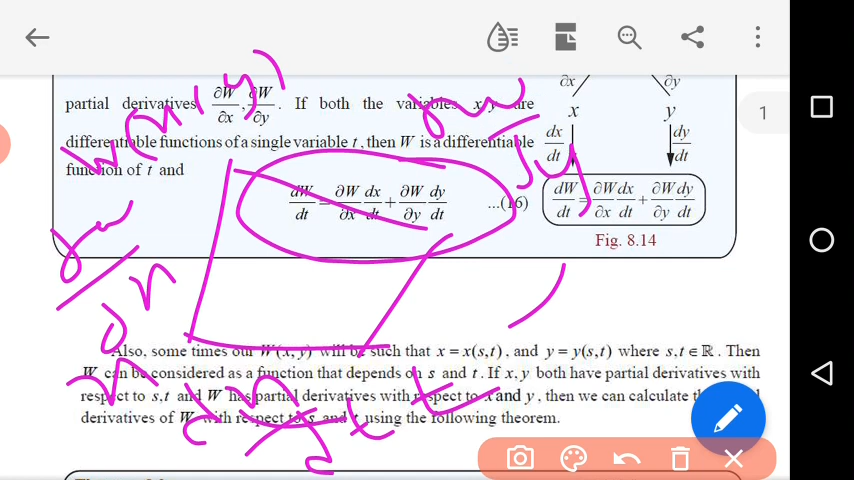 1
partial derivatives ∂W/∂x, ∂W/∂y. If both the variables x, y are
differentiable functions of a single variable t, then W is a differentiable
function of t and
dW/dt = ∂W/∂x dx/dt + ∂W/∂y dy/dt ...(16)
∂x ∂y
x y
dx/dt dy/dt
dW/dt = ∂W/∂x dx/dt + ∂W/∂y dy/dt
Fig. 8.14
Also, some times our W(x, y) will be such that x = x(s,t), and y = y(s,t) where s,t ∈ ℝ. Then
W can be considered as a function that depends on s and t. If x, y both have partial derivatives with
respect to s,t and W has partial derivatives with respect to x and y, then we can calculate the
derivatives of W with respect to s and t using the following theorem.